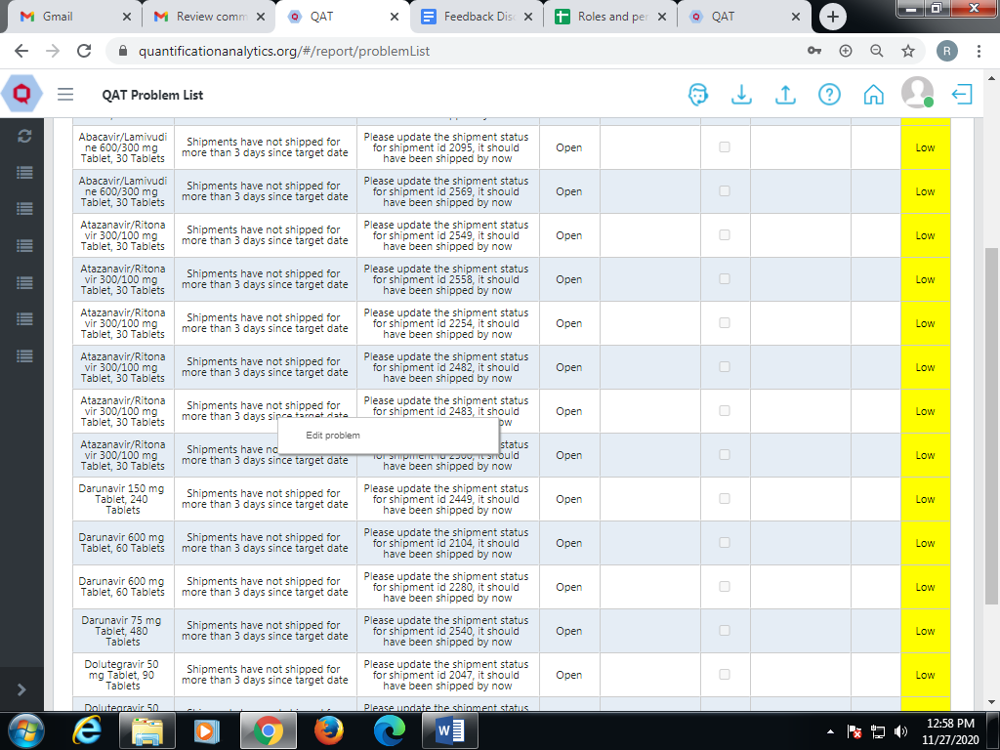 Gmail
Review comm
QAT
Feedback Dis
Roles and per
QAT
quantificationanalytics.org/#/report/problemList
R
QAT Problem List
Abacavir/Lamivudi
ne 600/300 mg
Tablet, 30 Tablets
Shipments have not shipped for
more than 3 days since target date
Please update the shipment status
for shipment id 2095, it should
have been shipped by now
Open
Low
Abacavir/Lamivudi
ne 600/300 mg
Tablet, 30 Tablets
Shipments have not shipped for
more than 3 days since target date
Please update the shipment status
for shipment id 2569, it should
have been shipped by now
Open
Low
Atazanavir/Ritona
vir 300/100 mg
Tablet, 30 Tablets
Shipments have not shipped for
more than 3 days since target date
Please update the shipment status
for shipment id 2549, it should
have been shipped by now
Open
Low
Atazanavir/Ritona
vir 300/100 mg
Tablet, 30 Tablets
Shipments have not shipped for
more than 3 days since target date
Please update the shipment status
for shipment id 2558, it should
have been shipped by now
Open
Low
Atazanavir/Ritona
vir 300/100 mg
Tablet, 30 Tablets
Shipments have not shipped for
more than 3 days since target date
Please update the shipment status
for shipment id 2254, it should
have been shipped by now
Open
Low
Atazanavir/Ritona
vir 300/100 mg
Tablet, 30 Tablets
Shipments have not shipped for
more than 3 days since target date
Please update the shipment status
for shipment id 2482, it should
have been shipped by now
Open
Low
Atazanavir/Ritona
vir 300/100 mg
Tablet, 30 Tablets
Shipments have not shipped for
more than 3 days since target date
Please update the shipment status
for shipment id 2483, it should
Open
Low
Edit problem
Atazanavir/Ritona
vir 300/100 mg
Tablet, 30 Tablets
Shipments have
more than 3 days since target date
status
have been shipped by now
Open
Low
Darunavir 150 mg
Tablet, 240
Tablets
Shipments have not shipped for
more than 3 days since target date
Please update the shipment status
for shipment id 2449, it should
have been shipped by now
Open
Low
Darunavir 600 mg
Tablet, 60 Tablets
Shipments have not shipped for
more than 3 days since target date
Please update the shipment status
for shipment id 2104, it should
have been shipped by now
Open
Low
Darunavir 600 mg
Tablet, 60 Tablets
Shipments have not shipped for
more than 3 days since target date
Please update the shipment status
for shipment id 2280, it should
have been shipped by now
Open
Low
Darunavir 75 mg
Tablet, 480
Tablets
Shipments have not shipped for
more than 3 days since target date
Please update the shipment status
for shipment id 2540, it should
have been shipped by now
Open
Low
Dolutegravir 50
mg Tablet, 90
Tablets
Shipments have not shipped for
more than 3 days since target date
Please update the shipment status
for shipment id 2047, it should
have been shipped by now
Open
Low
Dolutegravir 50
Please update the shipment status
12:58 PM
11/27/2020